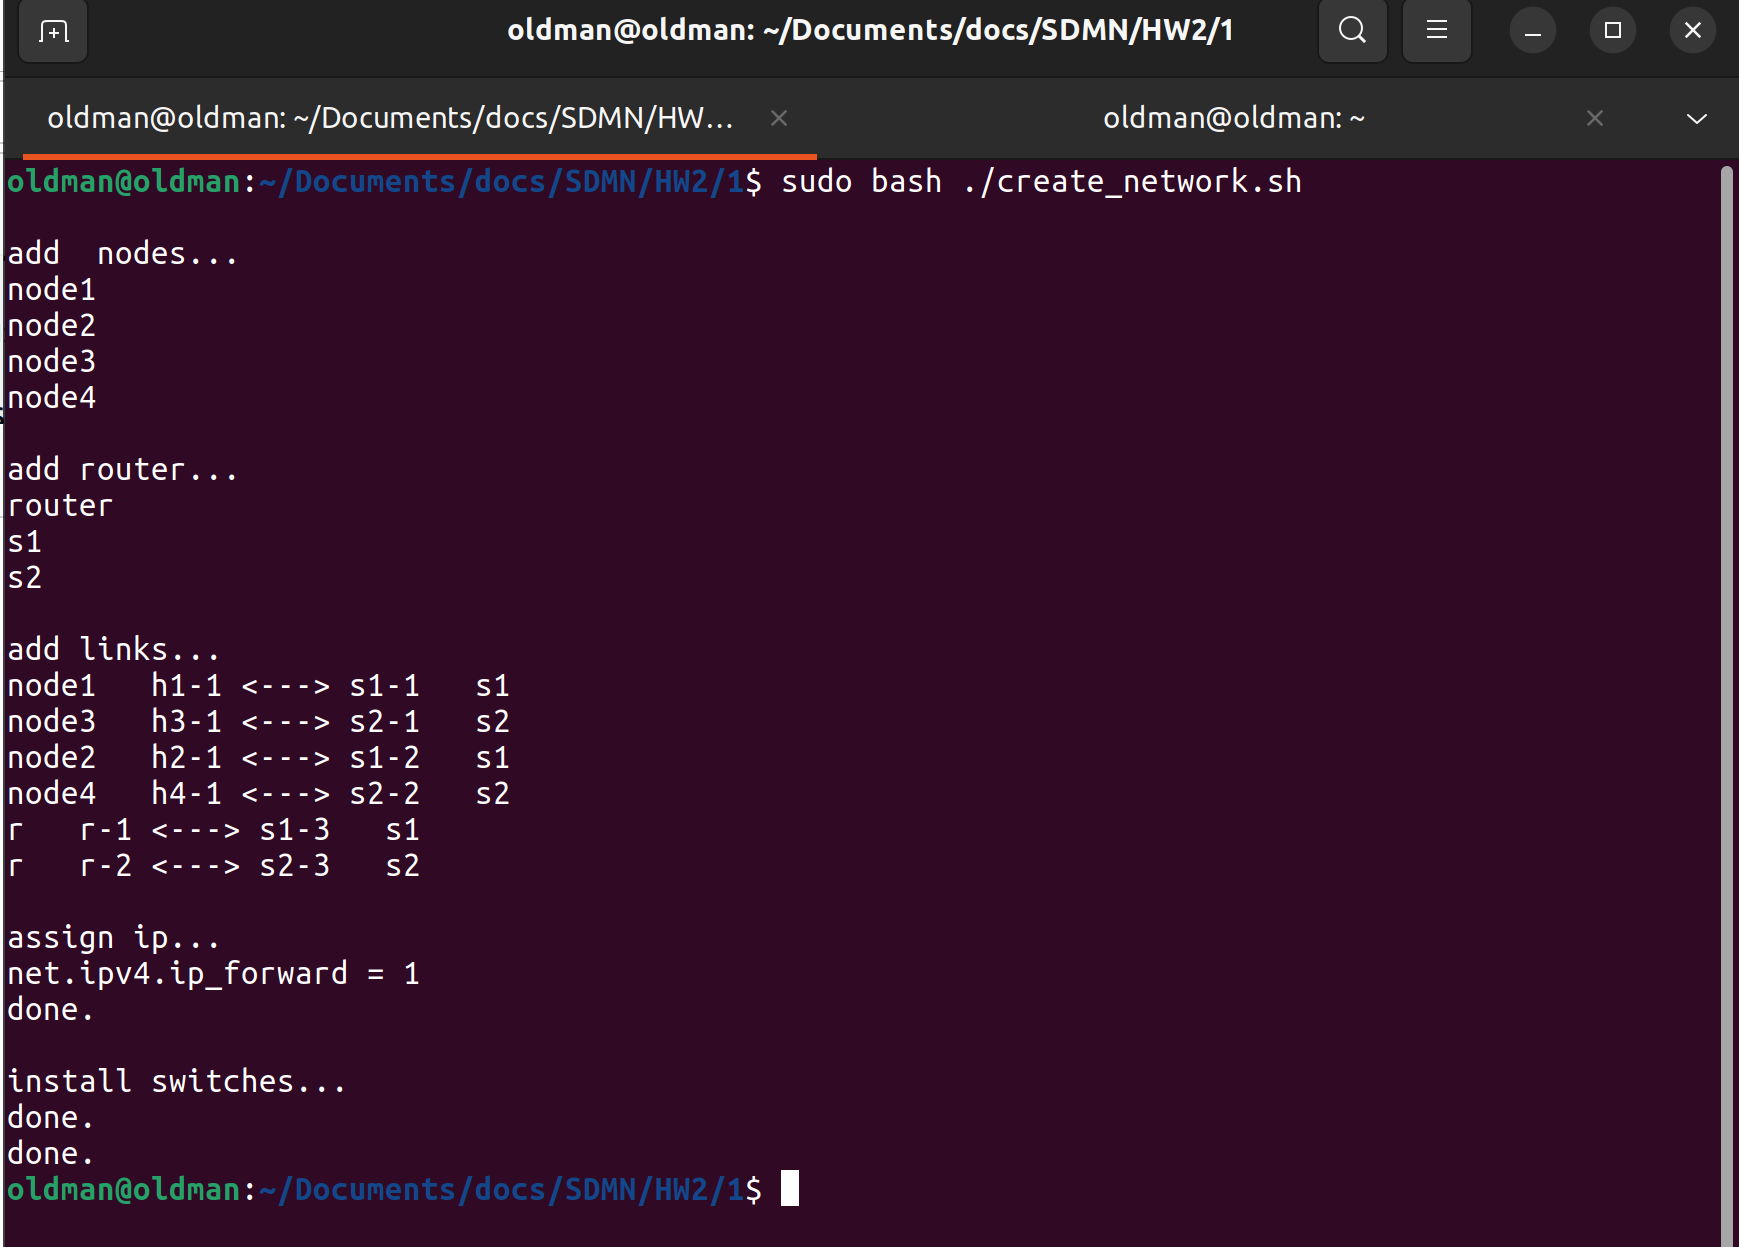 oldman@oldman: ~/Documents/docs/SDMN/HW2/1
oldman@oldman: ~/Documents/docs/SDMN/HW... oldman@oldman: ~
oldman@oldman:~/Documents/docs/SDMN/HW2/1$ sudo bash ./create_network.sh

add  nodes...
node1
node2
node3
node4

add router...
router
s1
s2

add links...
node1   h1-1 <---> s1-1   s1
node3   h3-1 <---> s2-1   s2
node2   h2-1 <---> s1-2   s1
node4   h4-1 <---> s2-2   s2
r   r-1 <---> s1-3   s1
r   r-2 <---> s2-3   s2

assign ip...
net.ipv4.ip_forward = 1
done.

install switches...
done.
done.
oldman@oldman:~/Documents/docs/SDMN/HW2/1$